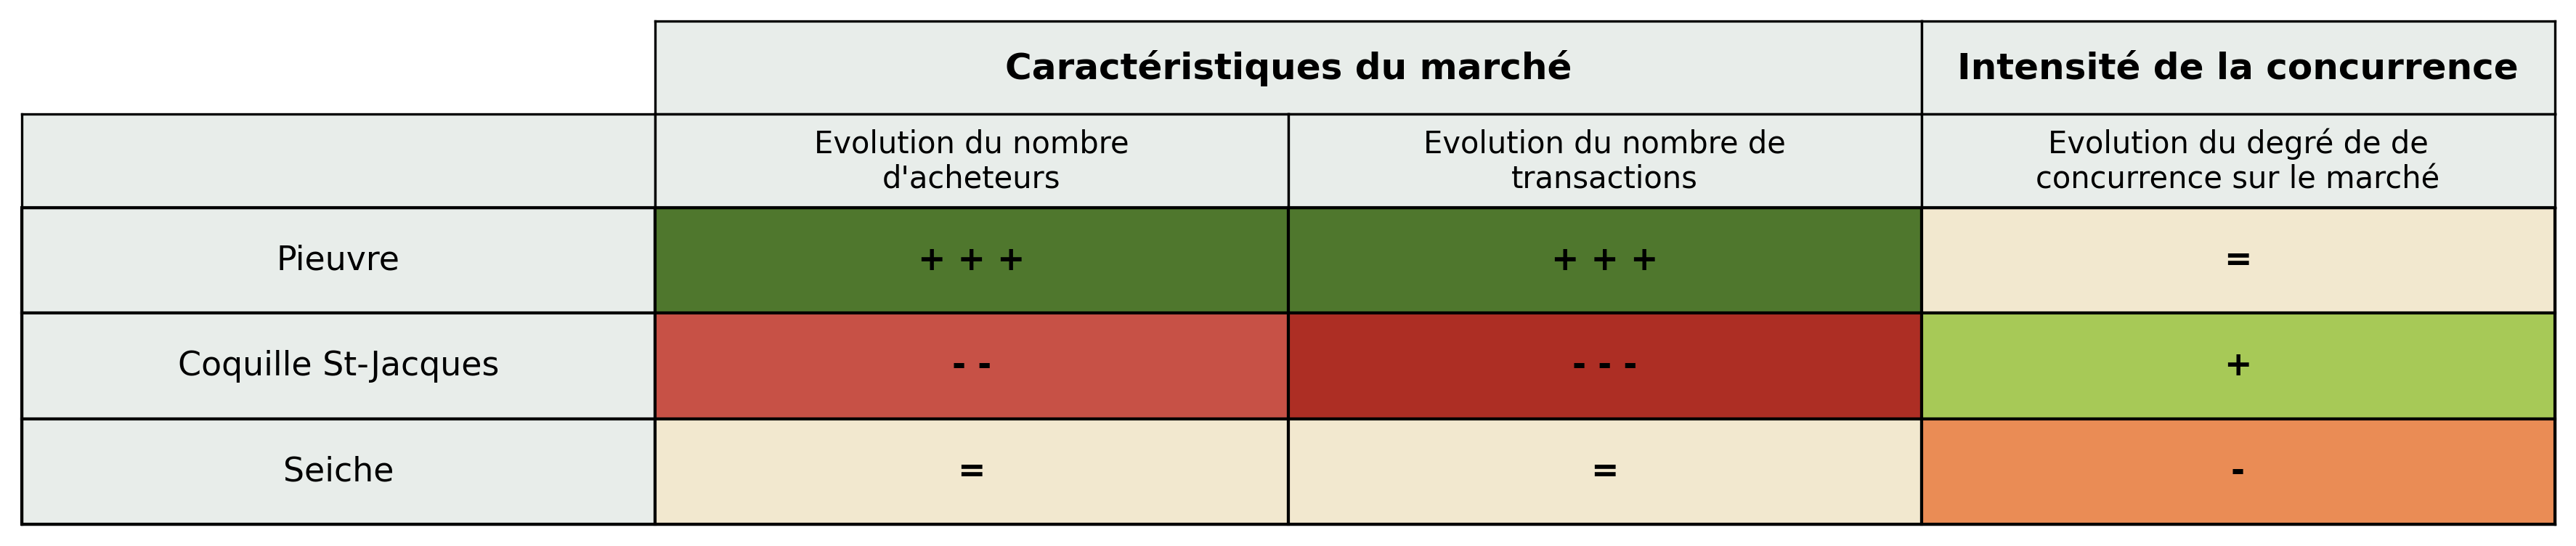 Caractéristiques du marché
Intensité de la concurrence
Evolution du nombre
d'acheteurs
Evolution du nombre de
transactions
Evolution du degré de de
concurrence sur le marché
Pieuvre
+ + +
+ + +
=
Coquille St-Jacques
- -
- - -
+
Seiche
=
=
-